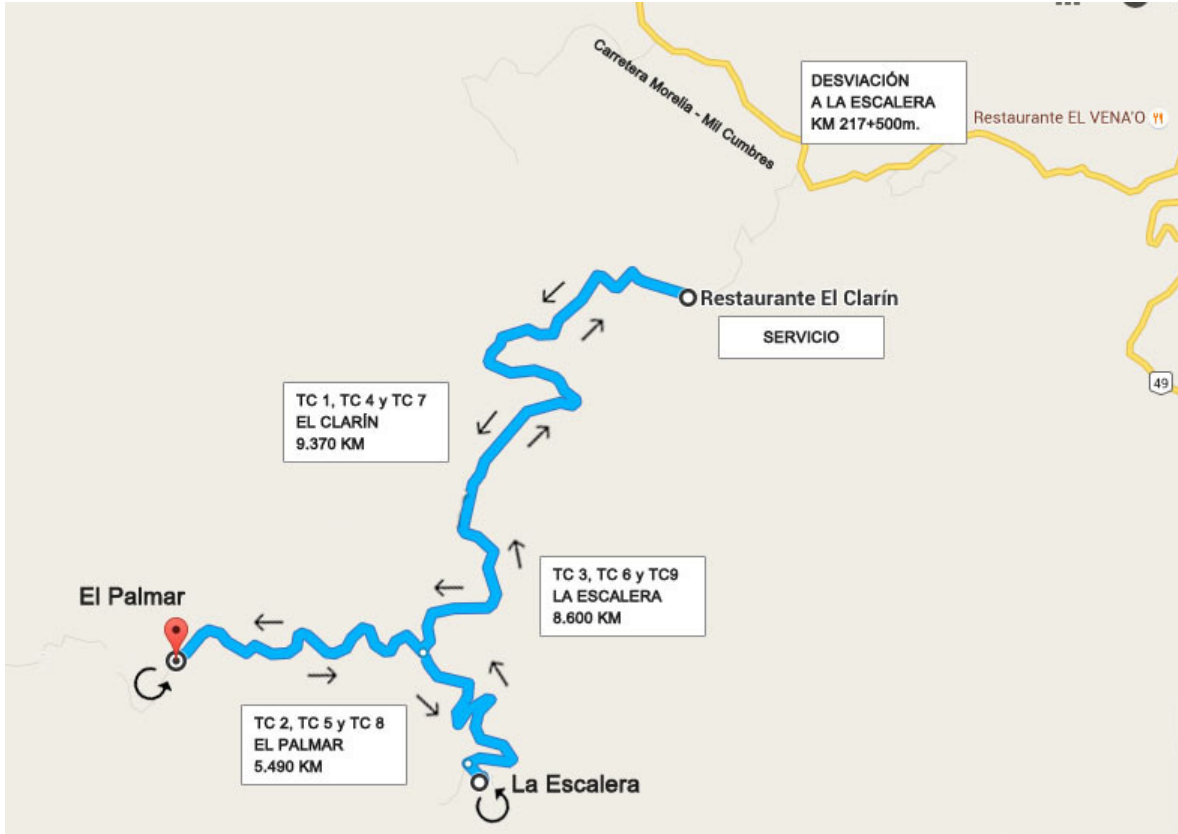 Carretera Morelia - Mil Cumbres
DESVIACIÓN
A LA ESCALERA
KM 217+500m.
Restaurante EL VENA'O
Restaurante El Clarín
SERVICIO
49
TC 1, TC 4 y TC 7
EL CLARÍN
9.370 KM
TC 3, TC 6 y TC9
LA ESCALERA
8.600 KM
El Palmar
TC 2, TC 5 y TC 8
EL PALMAR
5.490 KM
La Escalera